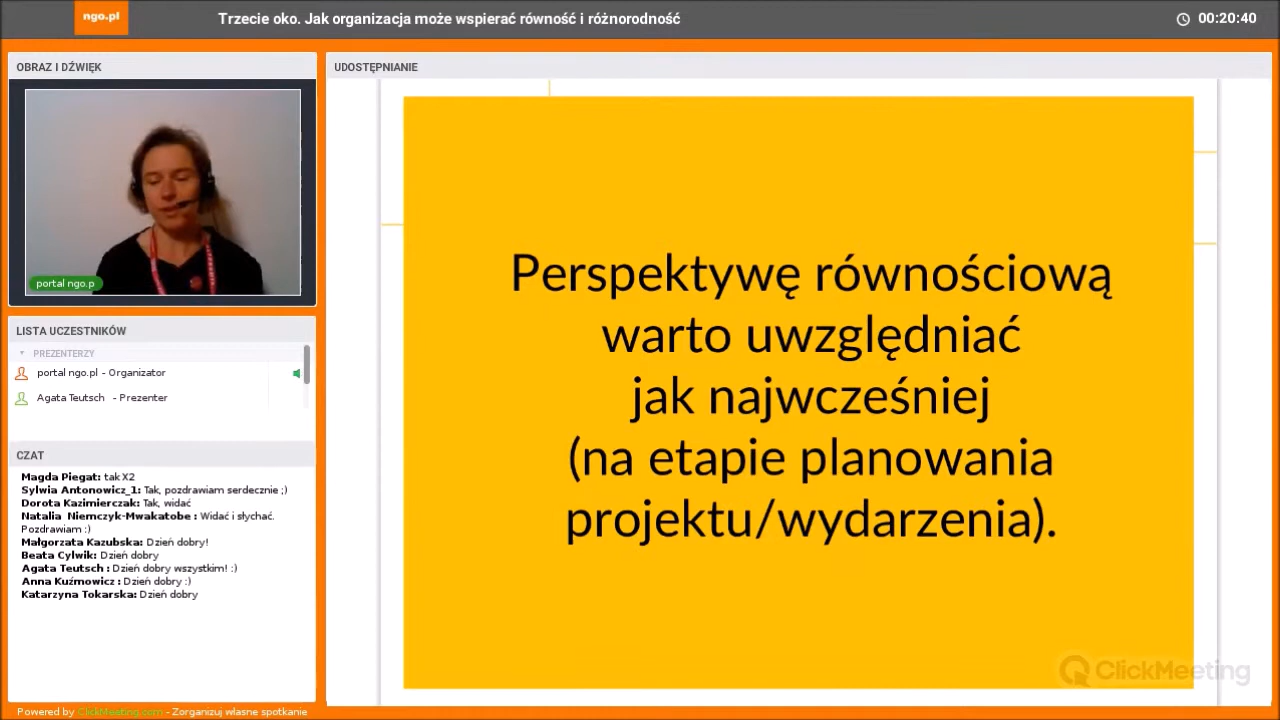 ngo.pl
Trzecie oko. Jak organizacja może wspierać równość i różnorodność
00:20:40
OBRAZ I DŹWIĘK
portal ngo.p
LISTA UCZESTNIKÓW
PREZENTERZY
portal ngo.pl - Organizator
Agata Teutsch - Prezenter
CZAT
Magda Piegat: tak X2
Sylwia Antonowicz_1: Tak, pozdrawiam serdecznie ;)
Dorota Kazimierczak: Tak, widać
Natalia Niemczyk-Mwakatobe : Widać i słychać.
Pozdrawiam :)
Małgorzata Kazubska: Dzień dobry!
Beata Cylwik: Dzień dobry
Agata Teutsch : Dzień dobry wszystkim! :)
Anna Kuźmowicz : Dzień dobry :)
Katarzyna Tokarska: Dzień dobry
Powered by ClickMeeting.com - Zorganizuj własne spotkanie
UDOSTĘPNIANIE
Perspektywę równościową
warto uwzględniać
jak najwcześniej
(na etapie planowania
projektu/wydarzenia).
ClickMeeting